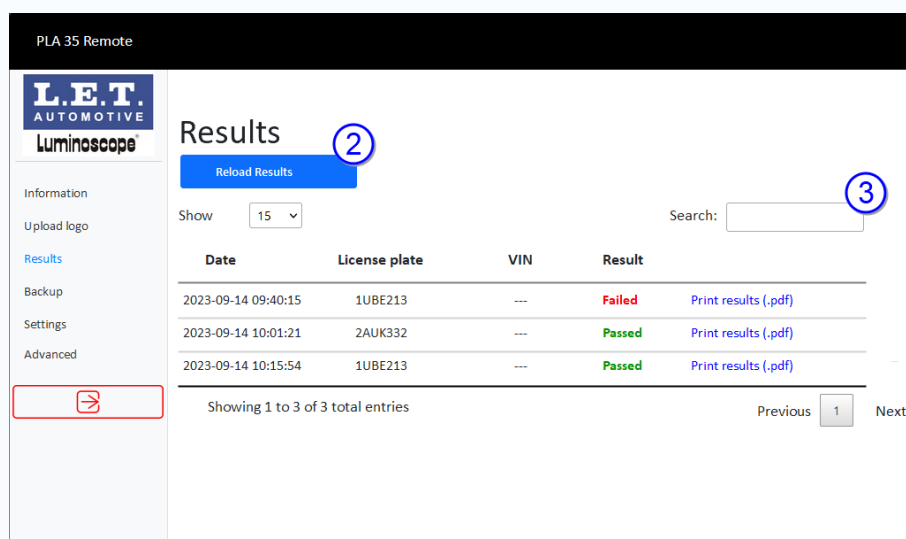 PLA 35 Remote
L.E.T.
AUTOMOTIVE
Luminoscope®
Information
Upload logo
Results
Backup
Settings
Advanced
Results
2
Reload Results
3
Show 15 Search:
Date License plate VIN Result
2023-09-14 09:40:15 1UBE213 --- Failed Print results (.pdf)
2023-09-14 10:01:21 2AUK332 --- Passed Print results (.pdf)
2023-09-14 10:15:54 1UBE213 --- Passed Print results (.pdf)
Showing 1 to 3 of 3 total entries
Previous 1 Next